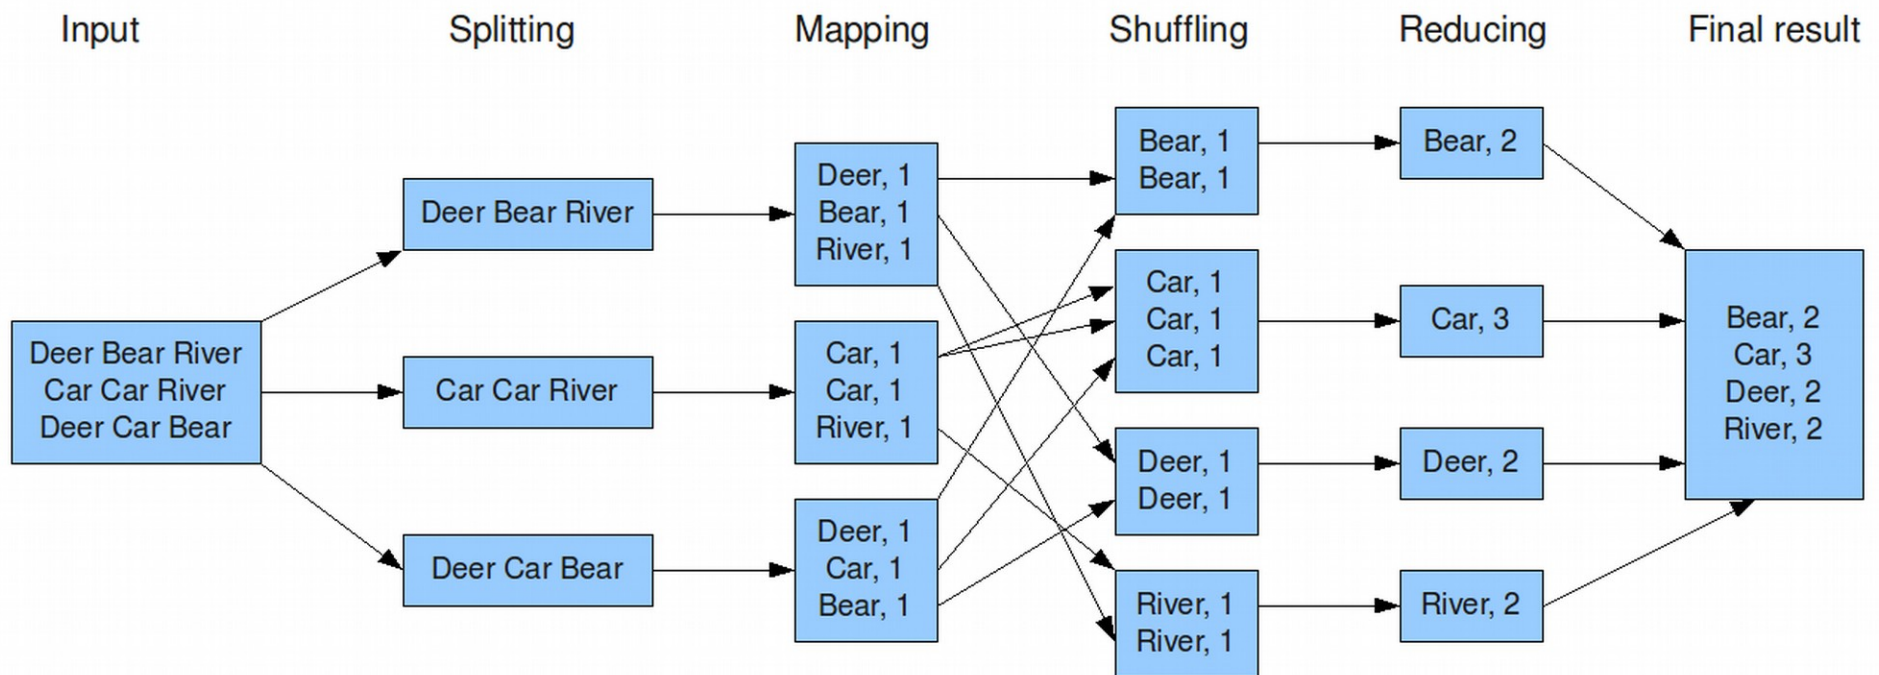 Input
Splitting
Mapping
Shuffling
Reducing
Final result
Deer Bear River
Car Car River
Deer Car Bear
Deer Bear River
Car Car River
Deer Car Bear
Deer, 1
Bear, 1
River, 1
Car, 1
Car, 1
River, 1
Deer, 1
Car, 1
Bear, 1
Bear, 1
Bear, 1
Car, 1
Car, 1
Car, 1
Deer, 1
Deer, 1
River, 1
River, 1
Bear, 2
Car, 3
Deer, 2
River, 2
Bear, 2
Car, 3
Deer, 2
River, 2